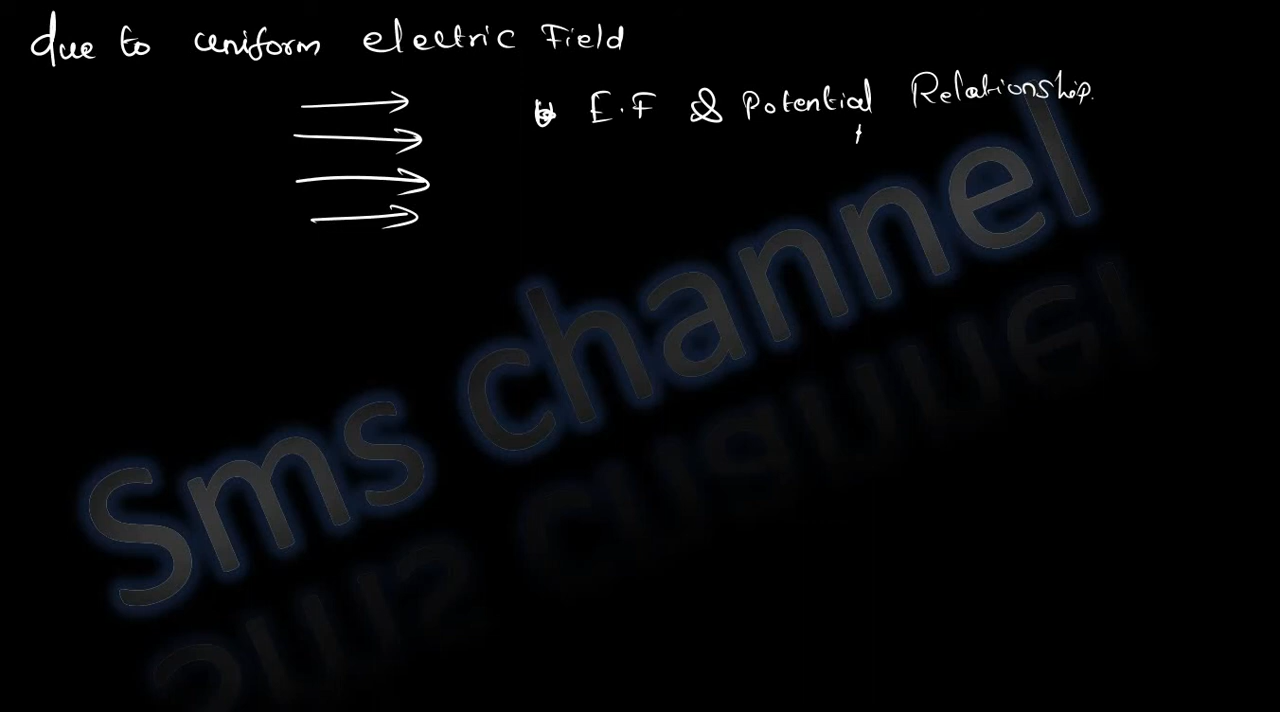 due to uniform electric Field
E.F & Potential Relationship.
Sms channel